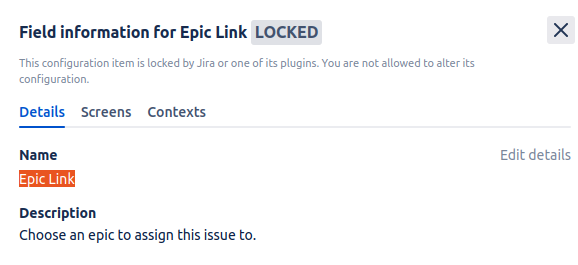 Field information for Epic Link LOCKED
This configuration item is locked by Jira or one of its plugins. You are not allowed to alter its
configuration.
Details Screens Contexts
Name Edit details
Epic Link
Description
Choose an epic to assign this issue to.